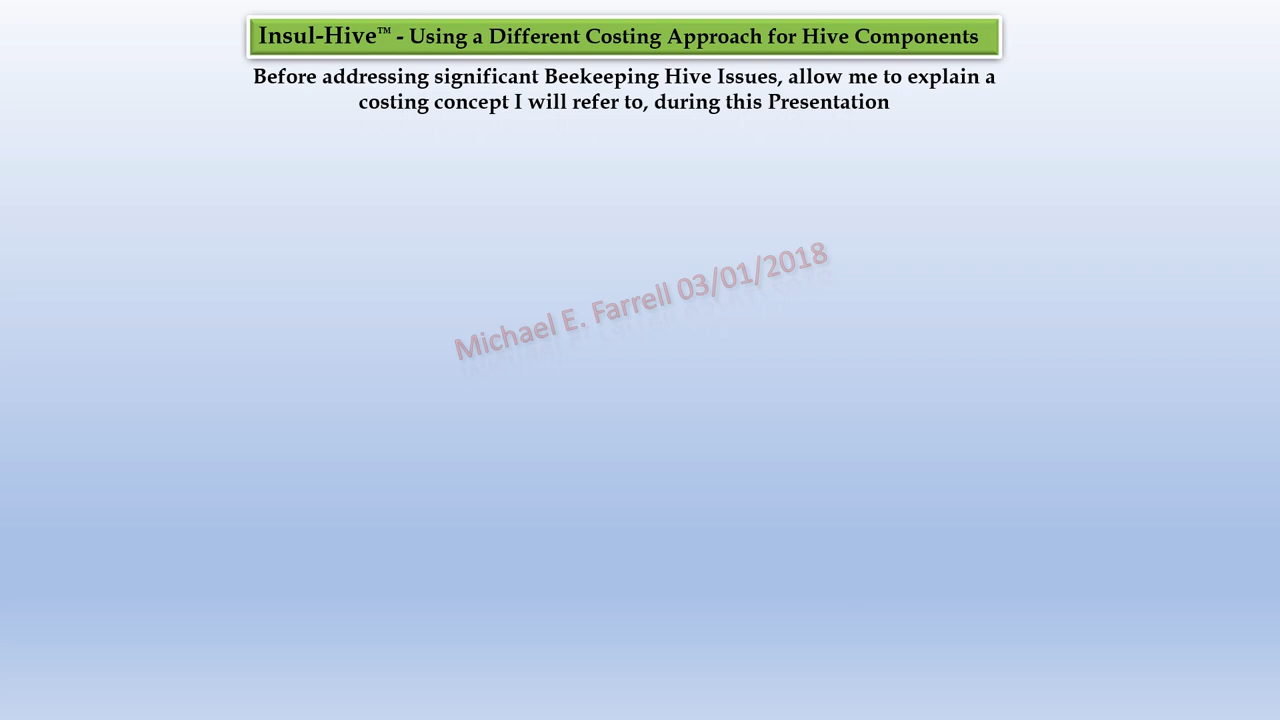 Insul-Hive™ - Using a Different Costing Approach for Hive Components
Before addressing significant Beekeeping Hive Issues, allow me to explain a
costing concept I will refer to, during this Presentation
Michael E. Farrell 03/01/2018